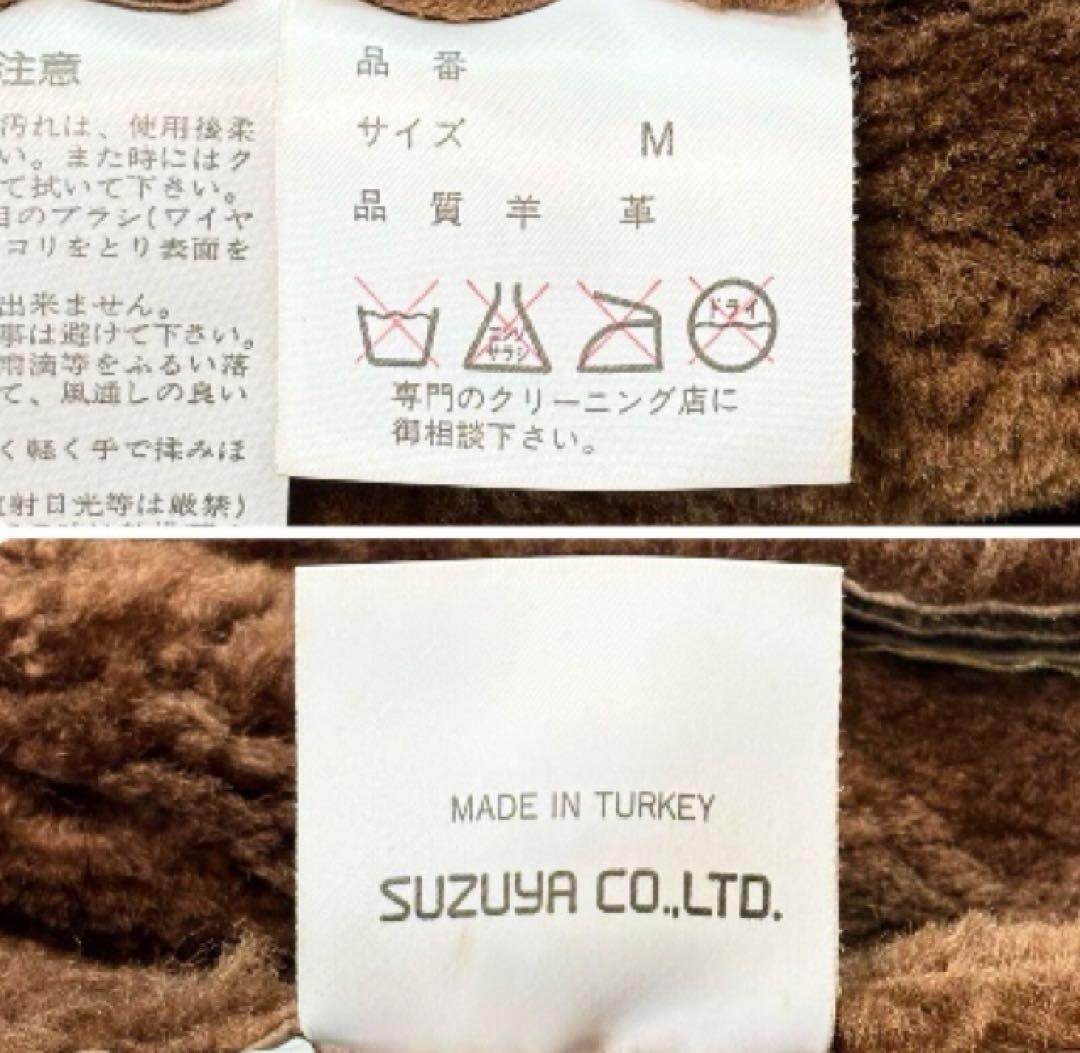 注意
汚れは、使用後柔
い。また時にはク
て拭いて下さい。
目のブラシ(ワイヤ
コリをとり表面を
出来ません。
事は避けて下さい。
雨滴等をふるい落
て、風通しの良い
く軽く手で揉みほ
射日光等は厳禁)
品 番
サイズ M
品 質 羊 革
エンソ
サラシ
ドライ
専門のクリーニング店に
御相談下さい。
MADE IN TURKEY
SUZUYA CO.,LTD.